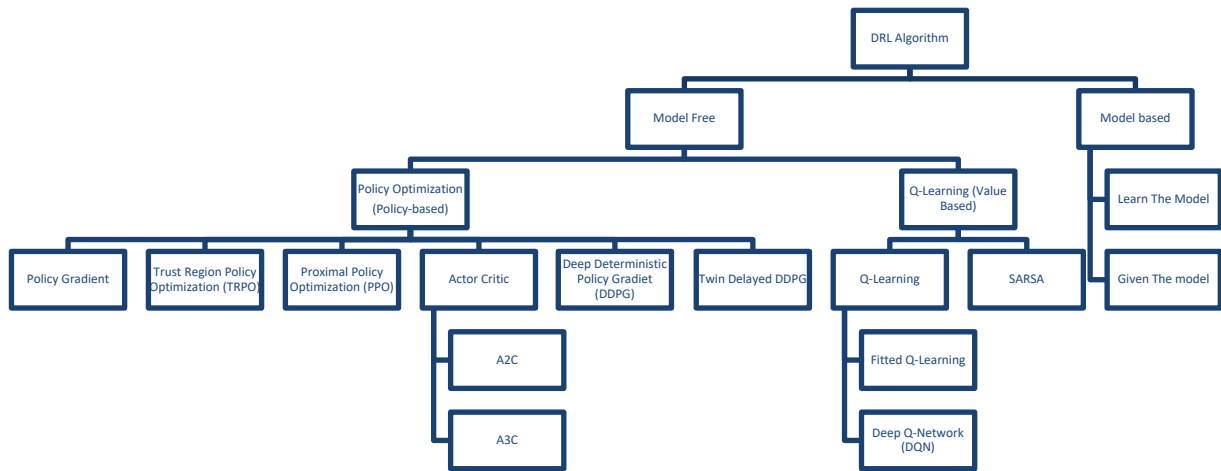 DRL Algorithm
Model Free
Model based
Policy Optimization
(Policy-based)
Q-Learning (Value
Based)
Learn The Model
Policy Gradient
Trust Region Policy
Optimization (TRPO)
Proximal Policy
Optimization (PPO)
Actor Critic
Deep Deterministic
Policy Gradiet
(DDPG)
Twin Delayed DDPG
Q-Learning
SARSA
Given The model
A2C
Fitted Q-Learning
A3C
Deep Q-Network
(DQN)